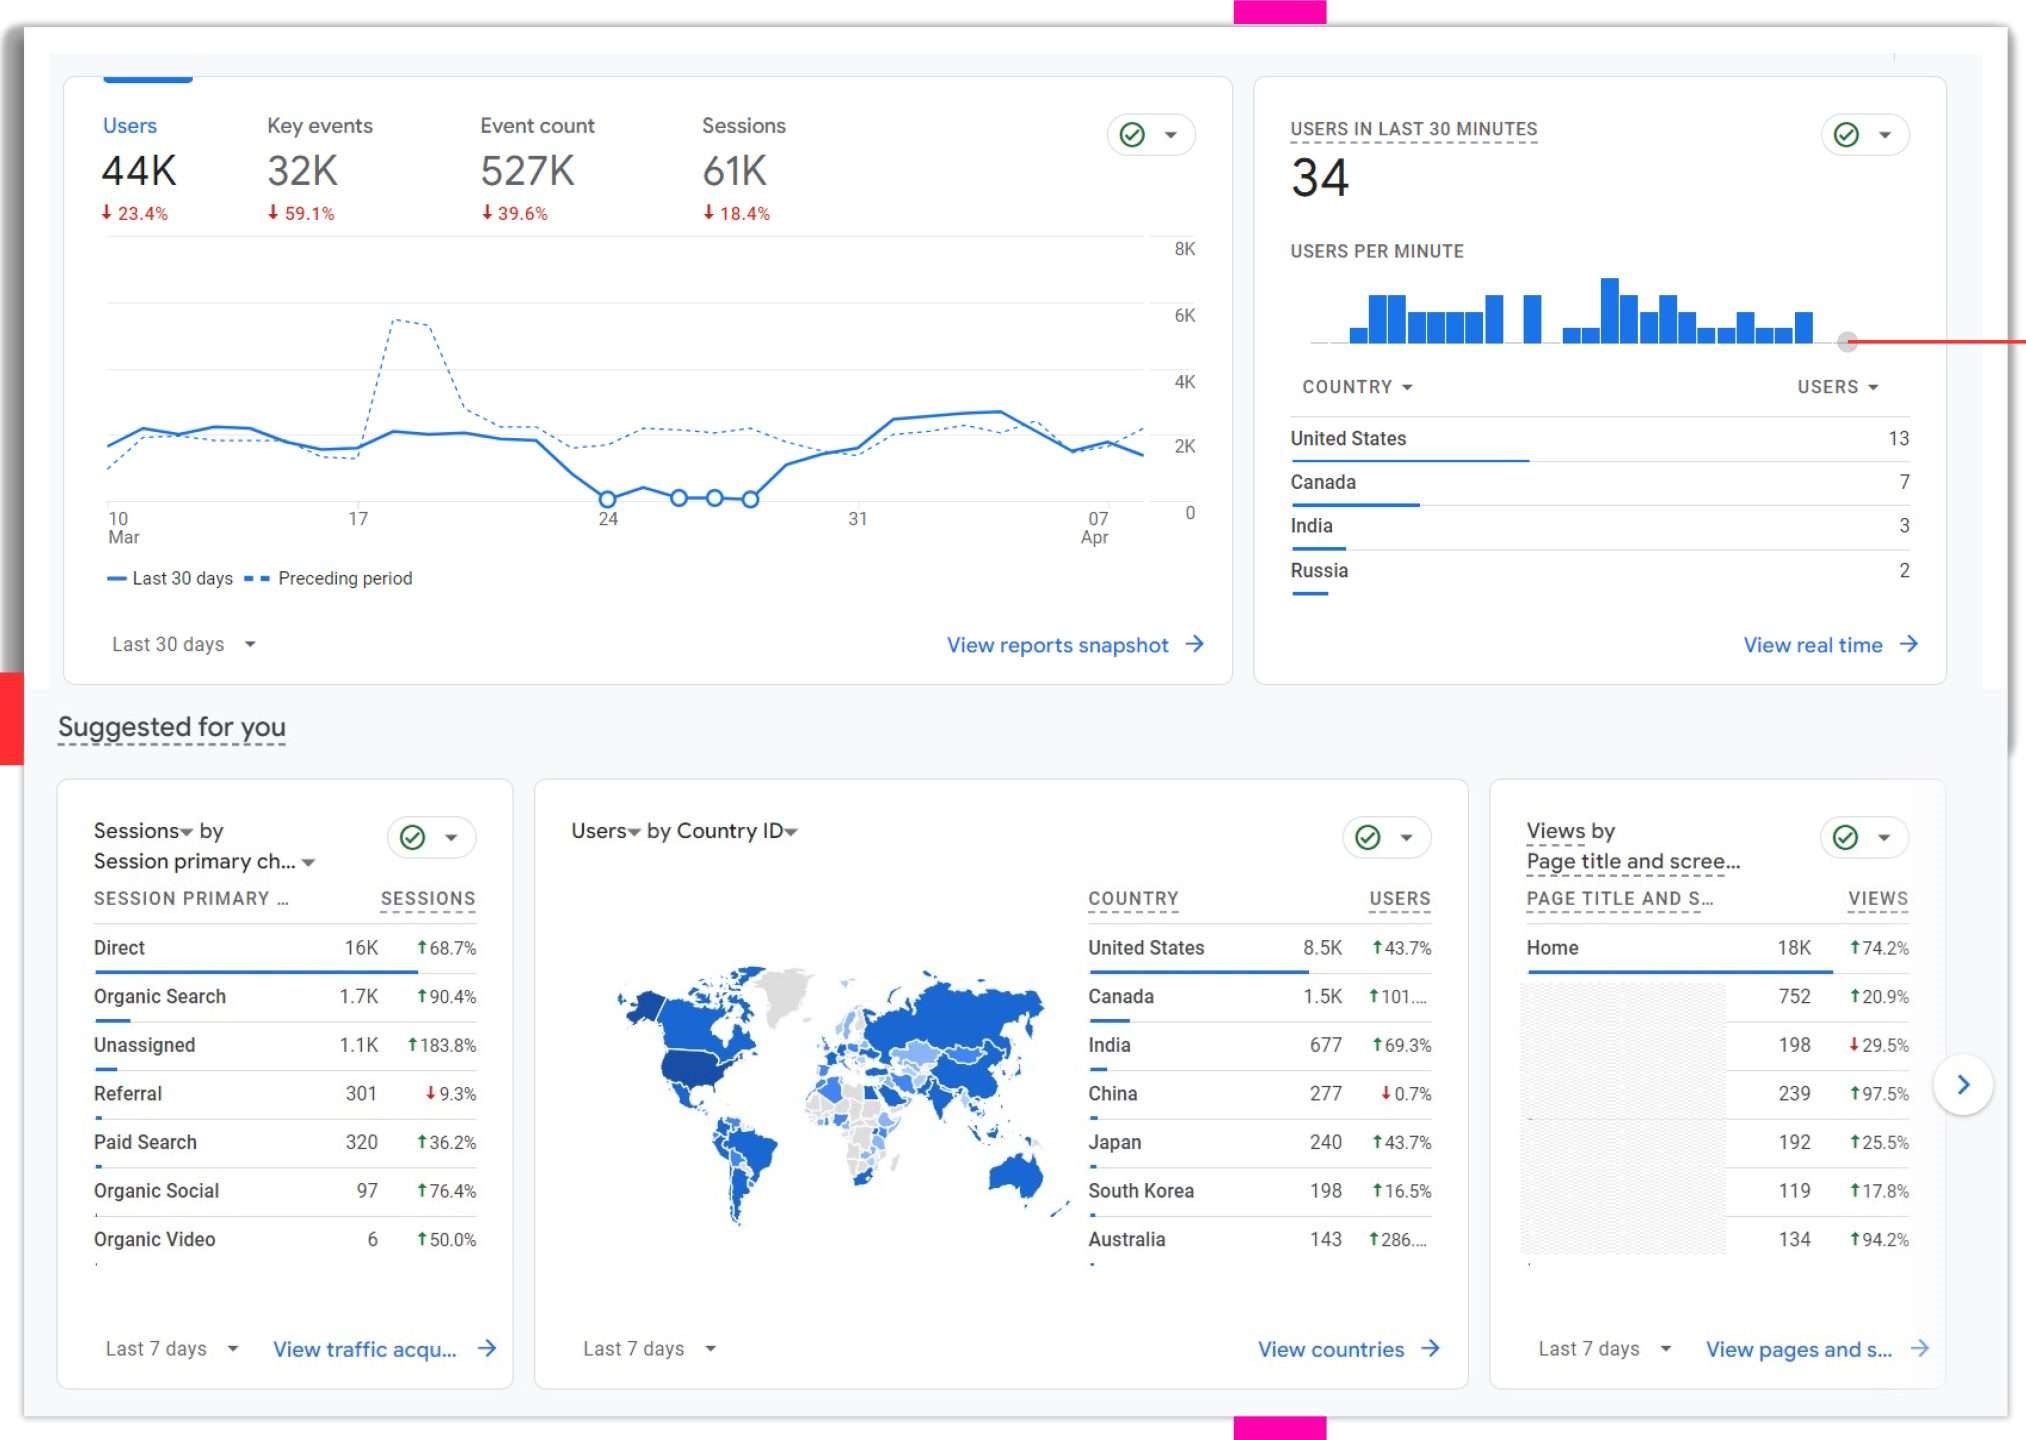 Users Key events Event count Sessions
44K 32K 527K 61K
23.4% 59.1% 39.6% 18.4%
8K
6K
4K
2K
0
10 17 24 31 07
Mar Apr
Last 30 days Preceding period
Last 30 days View reports snapshot
USERS IN LAST 30 MINUTES
34
USERS PER MINUTE
COUNTRY USERS
United States 13
Canada 7
India 3
Russia 2
View real time
Suggested for you
Sessions by
Session primary ch...
SESSION PRIMARY ... SESSIONS
Direct 16K 68.7%
Organic Search 1.7K 90.4%
Unassigned 1.1K 183.8%
Referral 301 9.3%
Paid Search 320 36.2%
Organic Social 97 76.4%
Organic Video 6 50.0%
Last 7 days View traffic acqu...
Users by Country ID
COUNTRY USERS
United States 8.5K 43.7%
Canada 1.5K 101....
India 677 69.3%
China 277 0.7%
Japan 240 43.7%
South Korea 198 16.5%
Australia 143 286....
Last 7 days View countries
Views by
Page title and scree...
PAGE TITLE AND S... VIEWS
Home 18K 74.2%
752 20.9%
198 29.5%
239 97.5%
192 25.5%
119 17.8%
134 94.2%
Last 7 days View pages and s...